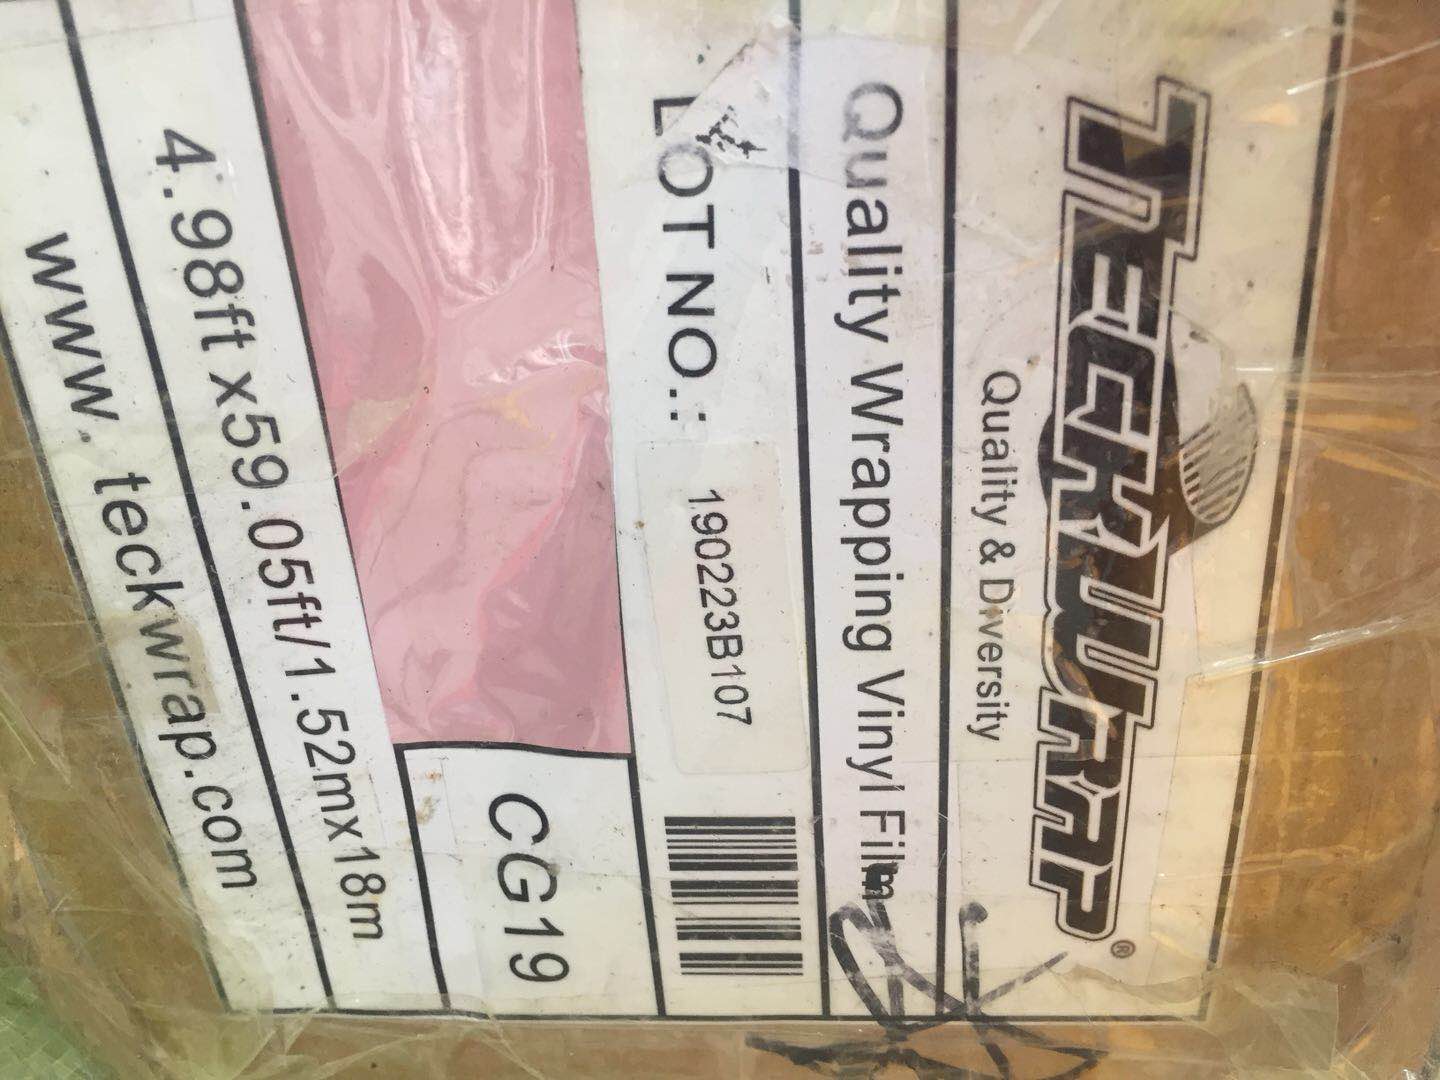 TECKWRAP®
Quality & Diversity
Quality Wrapping Vinyl Film
LOT NO.: 190223B107
CG19
4.98ft x59.05ft/1.52mx18m
www.teckwrap.com